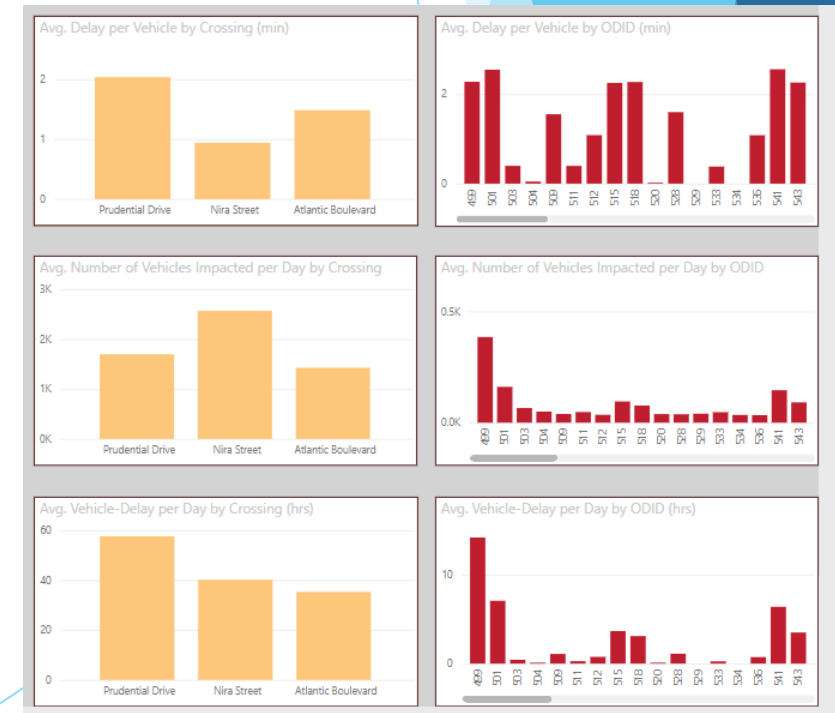 Avg. Delay per Vehicle by Crossing (min)
2
1
0
Prudential Drive Nira Street Atlantic Boulevard
Avg. Delay per Vehicle by ODID (min)
2
0
499 501 503 504 509 511 512 515 518 520 528 529 533 534 536 541 543
Avg. Number of Vehicles Impacted per Day by Crossing
3K
2K
1K
0K
Prudential Drive Nira Street Atlantic Boulevard
Avg. Number of Vehicles Impacted per Day by ODID
0.5K
0.0K
499 501 503 504 509 511 512 515 518 520 528 529 533 534 536 541 543
Avg. Vehicle-Delay per Day by Crossing (hrs)
60
40
20
0
Prudential Drive Nira Street Atlantic Boulevard
Avg. Vehicle-Delay per Day by ODID (hrs)
10
0
499 501 503 504 509 511 512 515 518 520 528 529 533 534 536 541 543